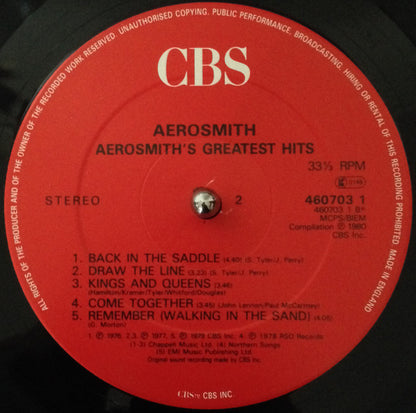 ALL RIGHTS OF THE PRODUCER AND OF THE OWNER OF THE RECORDED WORK RESERVED UNAUTHORISED COPYING, PUBLIC PERFORMANCE, BROADCASTING, HIRING OR RENTAL OF THIS RECORDING PROHIBITED MADE IN ENGLAND
CBS
AEROSMITH
AEROSMITH'S GREATEST HITS
33⅓ RPM
STEREO
2
460703 1
460703 1 B*
MCPS/BIEM
Compilation ℗ 1980
CBS Inc.
1. BACK IN THE SADDLE (4.40) (S. Tyler/J. Perry)
2. DRAW THE LINE (3.23) (S. Tyler/J. Perry)
3. KINGS AND QUEENS (3.46)
(Hamilton/Kramer/Tyler/Whitford/Douglas)
4. COME TOGETHER (3.45) (John Lennon/Paul McCartney)
5. REMEMBER (WALKING IN THE SAND) (4.05)
(G. Morton)
1 ℗ 1976, 2,3. ℗ 1977, 5. ℗ 1979 CBS Inc. 4 ℗ 1978 RSO Records
(1-3) Chappell Music Ltd. (4) Northern Songs
(5) EMI Music Publishing Ltd.
Original sound recording made by CBS Inc.
CBS™ CBS INC.